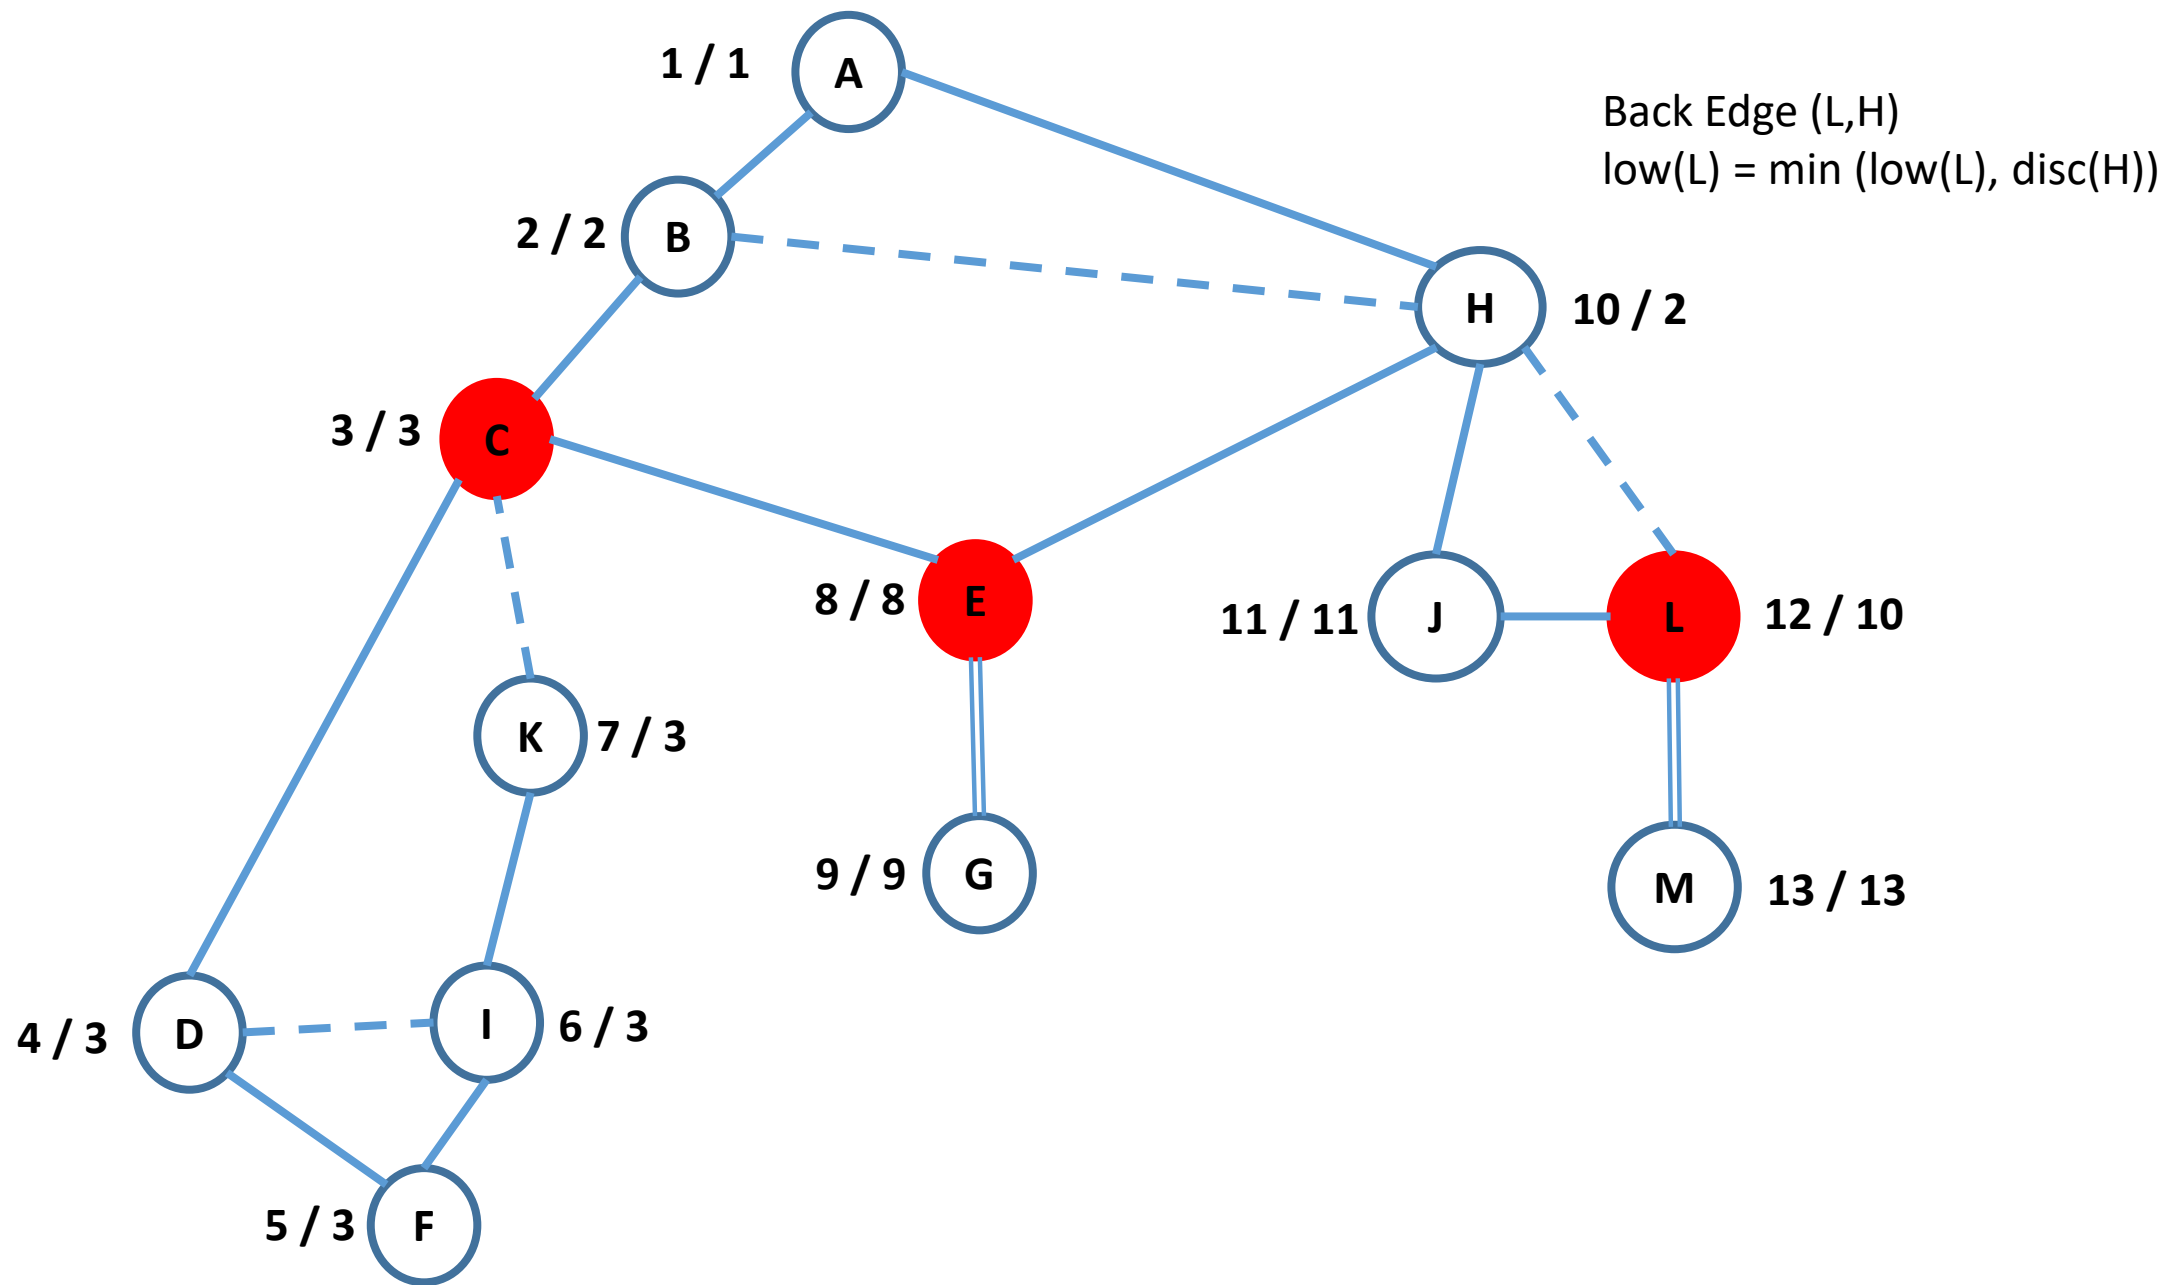 1 / 1
A
Back Edge (L,H)
low(L) = min (low(L), disc(H))
2 / 2
B
H
10 / 2
3 / 3
C
8 / 8
E
11 / 11
J
L
12 / 10
K
7 / 3
9 / 9
G
M
13 / 13
4 / 3
D
I
6 / 3
5 / 3
F